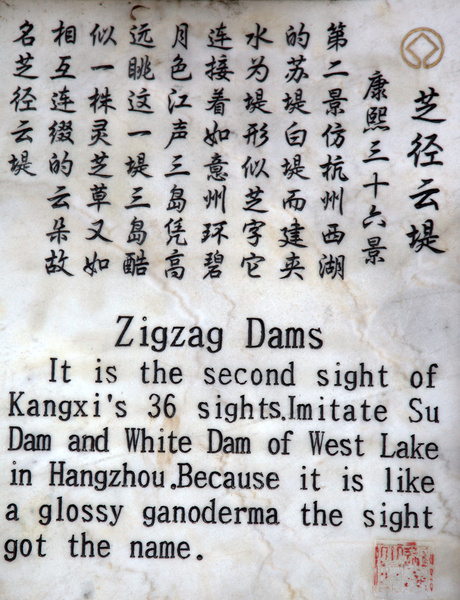 芝径云堤
康熙三十六景
第二景仿杭州西湖
的苏堤白堤而建夹
水为堤形似芝字它
连接着如意州环碧
月色江声三岛凭高
远眺这一堤三岛酷
似一株灵芝草又如
相互连缀的云朵故
名芝径云堤
Zigzag Dams
It is the second sight of
Kangxi's 36 sights.Imitate Su
Dam and White Dam of West Lake
in Hangzhou.Because it is like
a glossy ganoderma the sight
got the name.